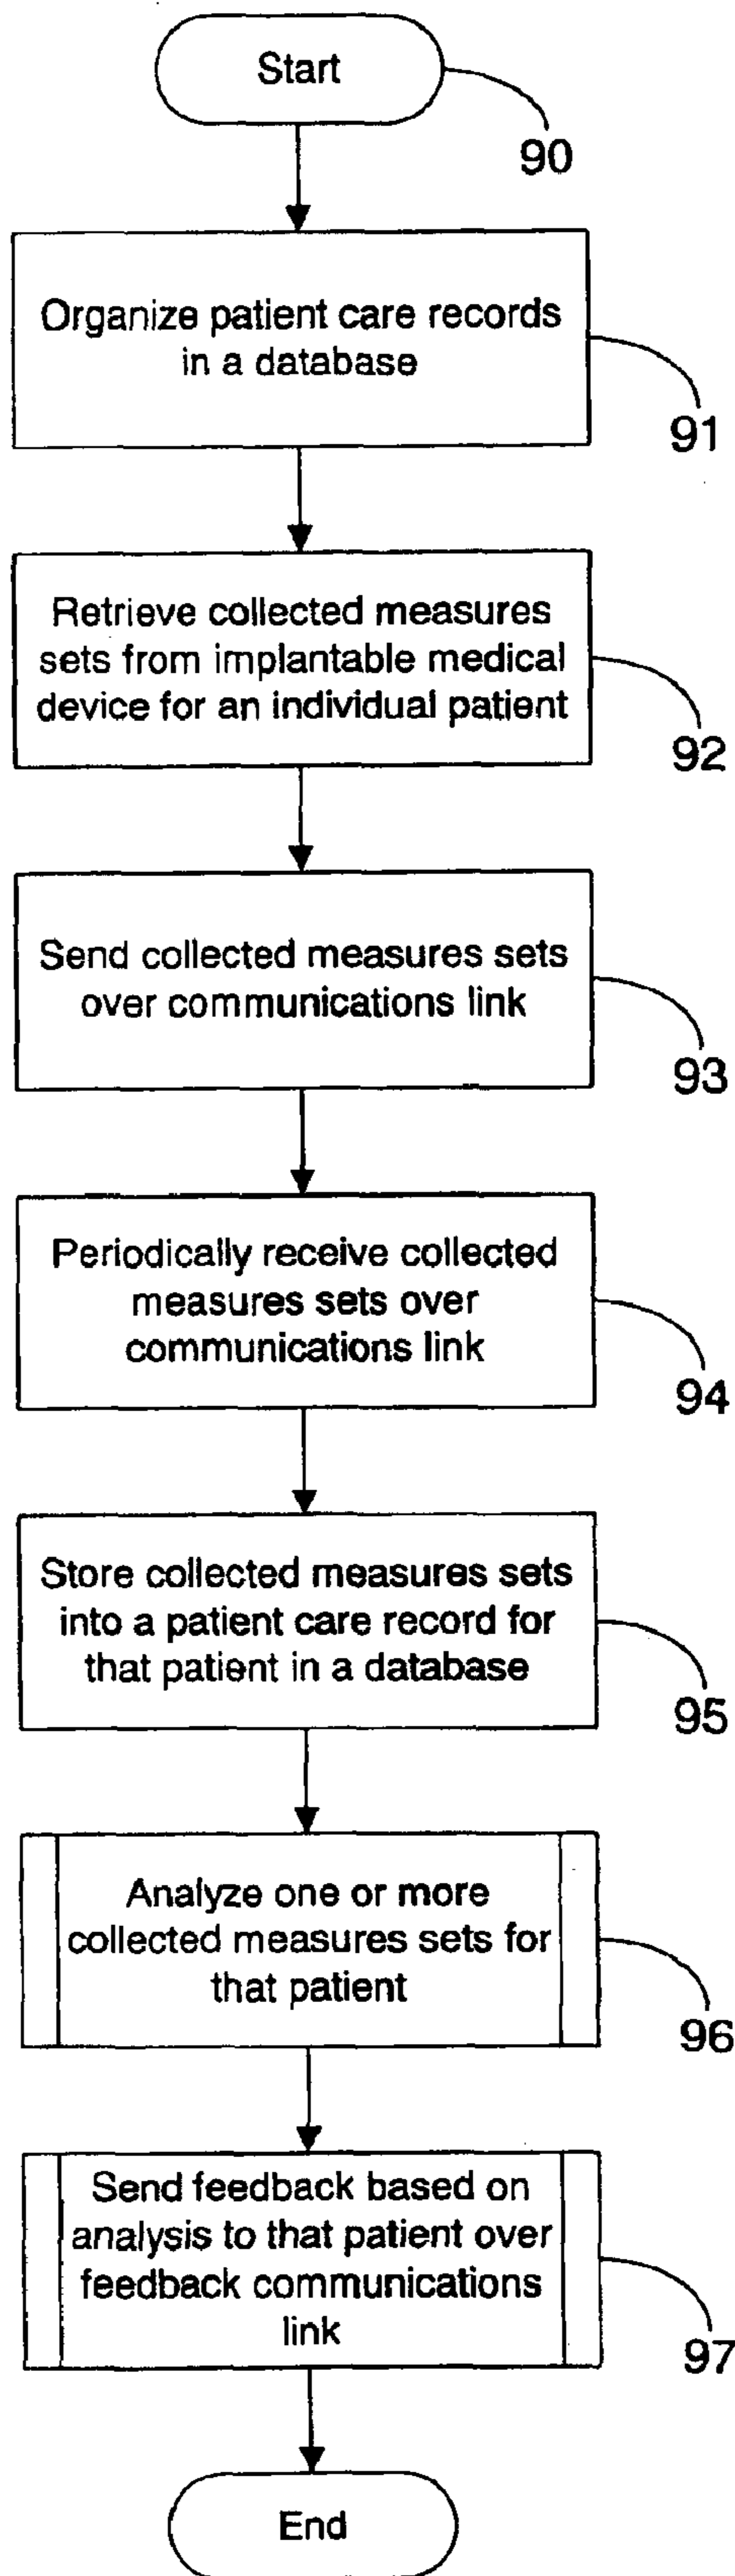 Start
90
Organize patient care records
in a database
91
Retrieve collected measures
sets from implantable medical
device for an individual patient
92
Send collected measures sets
over communications link
93
Periodically receive collected
measures sets over
communications link
94
Store collected measures sets
into a patient care record for
that patient in a database
95
Analyze one or more
collected measures sets for
that patient
96
Send feedback based on
analysis to that patient over
feedback communications
link
97
End